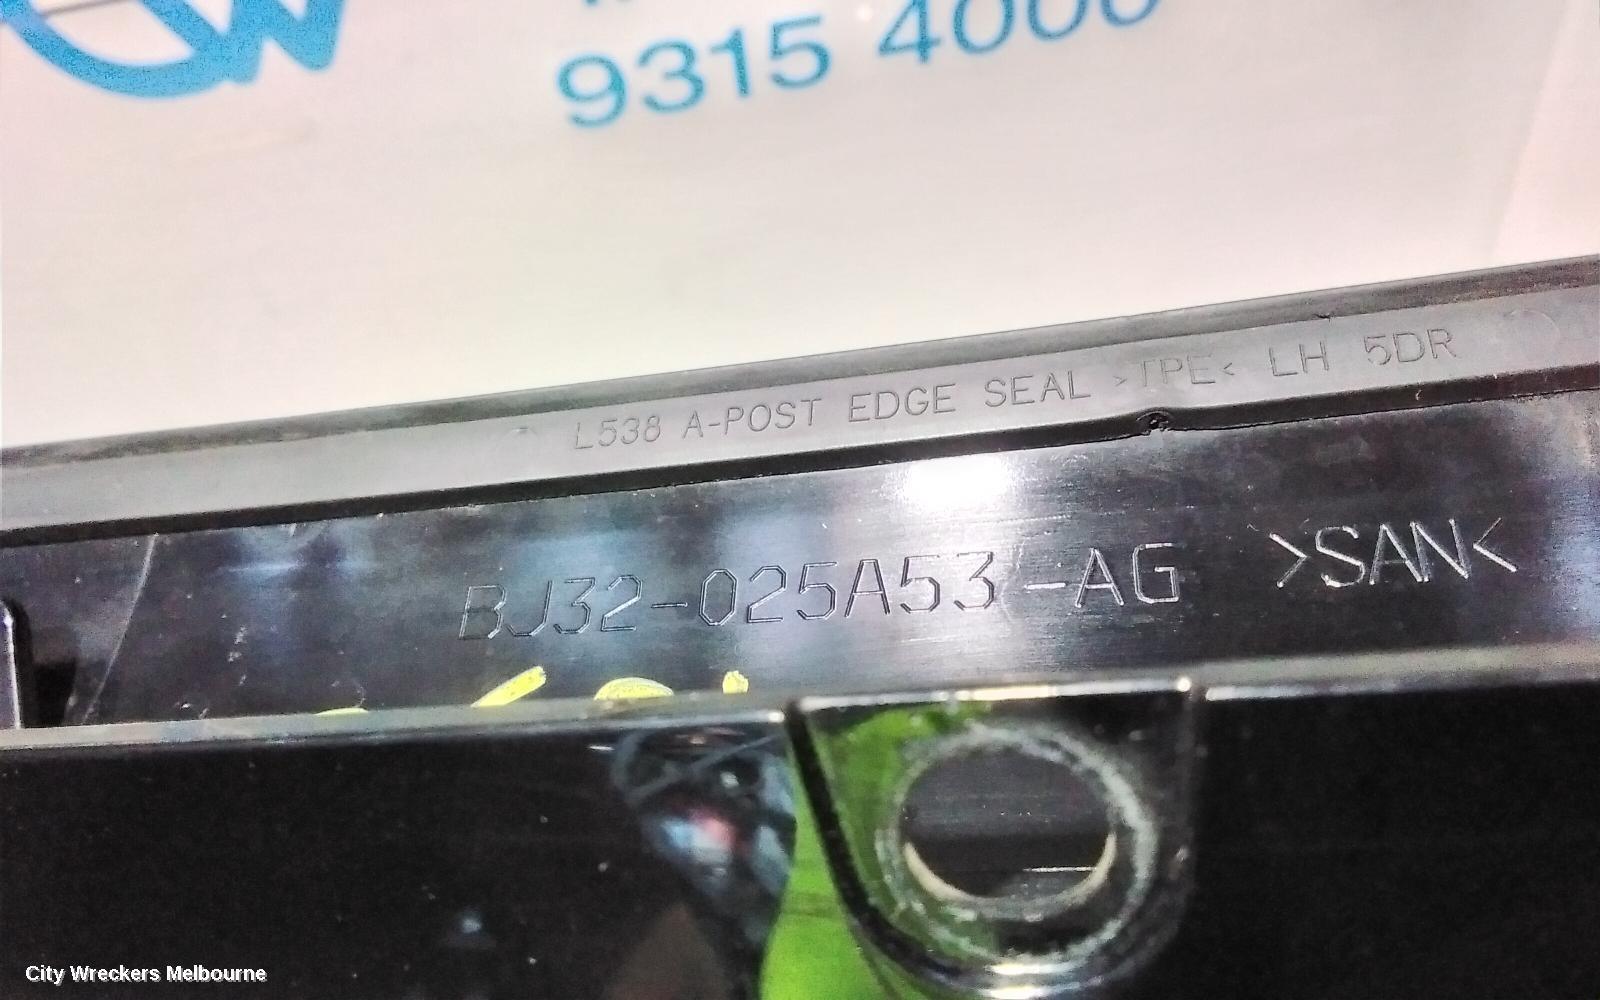 9315 4000
L538 A-POST EDGE SEAL >TPE< LH 5DR
BJ32-025A53-AG >SAN<
City Wreckers Melbourne